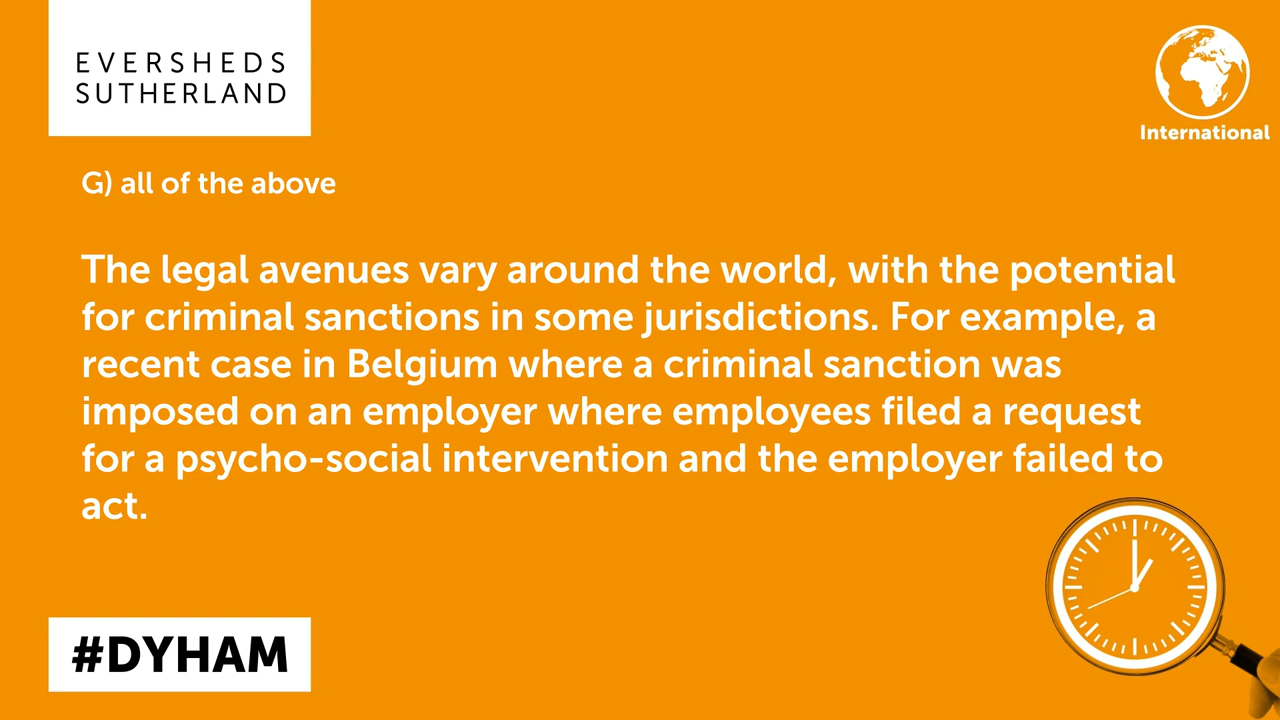 EVERSHEDS
SUTHERLAND
International
G) all of the above
The legal avenues vary around the world, with the potential
for criminal sanctions in some jurisdictions. For example, a
recent case in Belgium where a criminal sanction was
imposed on an employer where employees filed a request
for a psycho-social intervention and the employer failed to
act.
#DYHAM